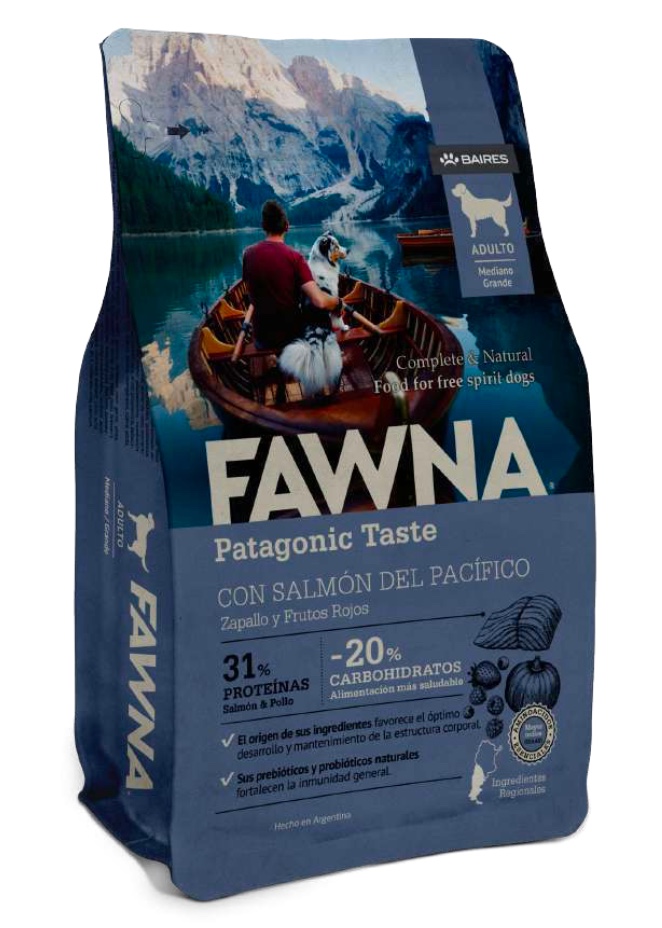 BAIRES
ADULTO
Mediano
Grande
Complete & Natural
Food for free spirit dogs
FAWNA
Patagonic Taste
CON SALMÓN DEL PACÍFICO
Zapallo y Frutos Rojos
31%
PROTEÍNAS
Salmón & Pollo
-20%
CARBOHIDRATOS
Alimentación más saludable
El origen de sus ingredientes favorece el óptimo
desarrollo y mantenimiento de la estructura corporal.
Sus prebióticos y probióticos naturales
fortalecen la inmunidad general.
AMINOÁCIDOS
ESENCIALES
Ingredientes
Regionales
Hecho en Argentina
ADULTO
Mediano / Grande
FAWNA